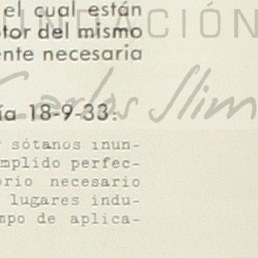 el cual están
FUNDACIÓN
tor del mismo
ente necesaria
Carlos Slim
ía 18-9-33.
sótanos inun-
mplido perfec-
orio necesario
lugares indu-
mpo de aplica-